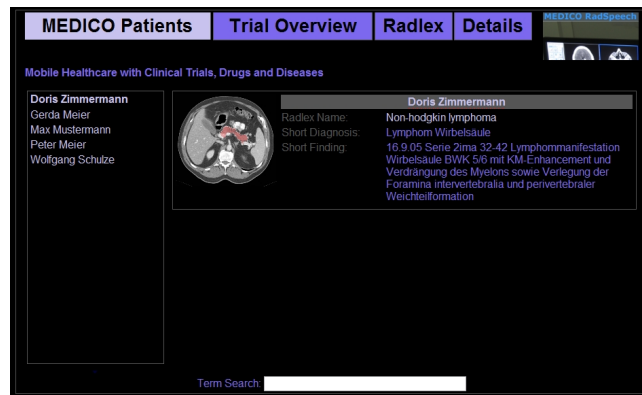 MEDICO Patients
Trial Overview
Radlex
Details
MEDICO RadSpeech
Mobile Healthcare with Clinical Trials, Drugs and Diseases
Doris Zimmermann
Gerda Meier
Max Mustermann
Peter Meier
Wolfgang Schulze
Doris Zimmermann
Radlex Name: Non-hodgkin lymphoma
Short Diagnosis: Lymphom Wirbelsäule
Short Finding: 16.9.05 Serie 2ima 32-42 Lymphommanifestation
Wirbelsäule BWK 5/6 mit KM-Enhancement und
Verdrängung des Myelons sowie Verlegung der
Foramina intervertebralia und perivertebraler
Weichteilformation
Term Search: